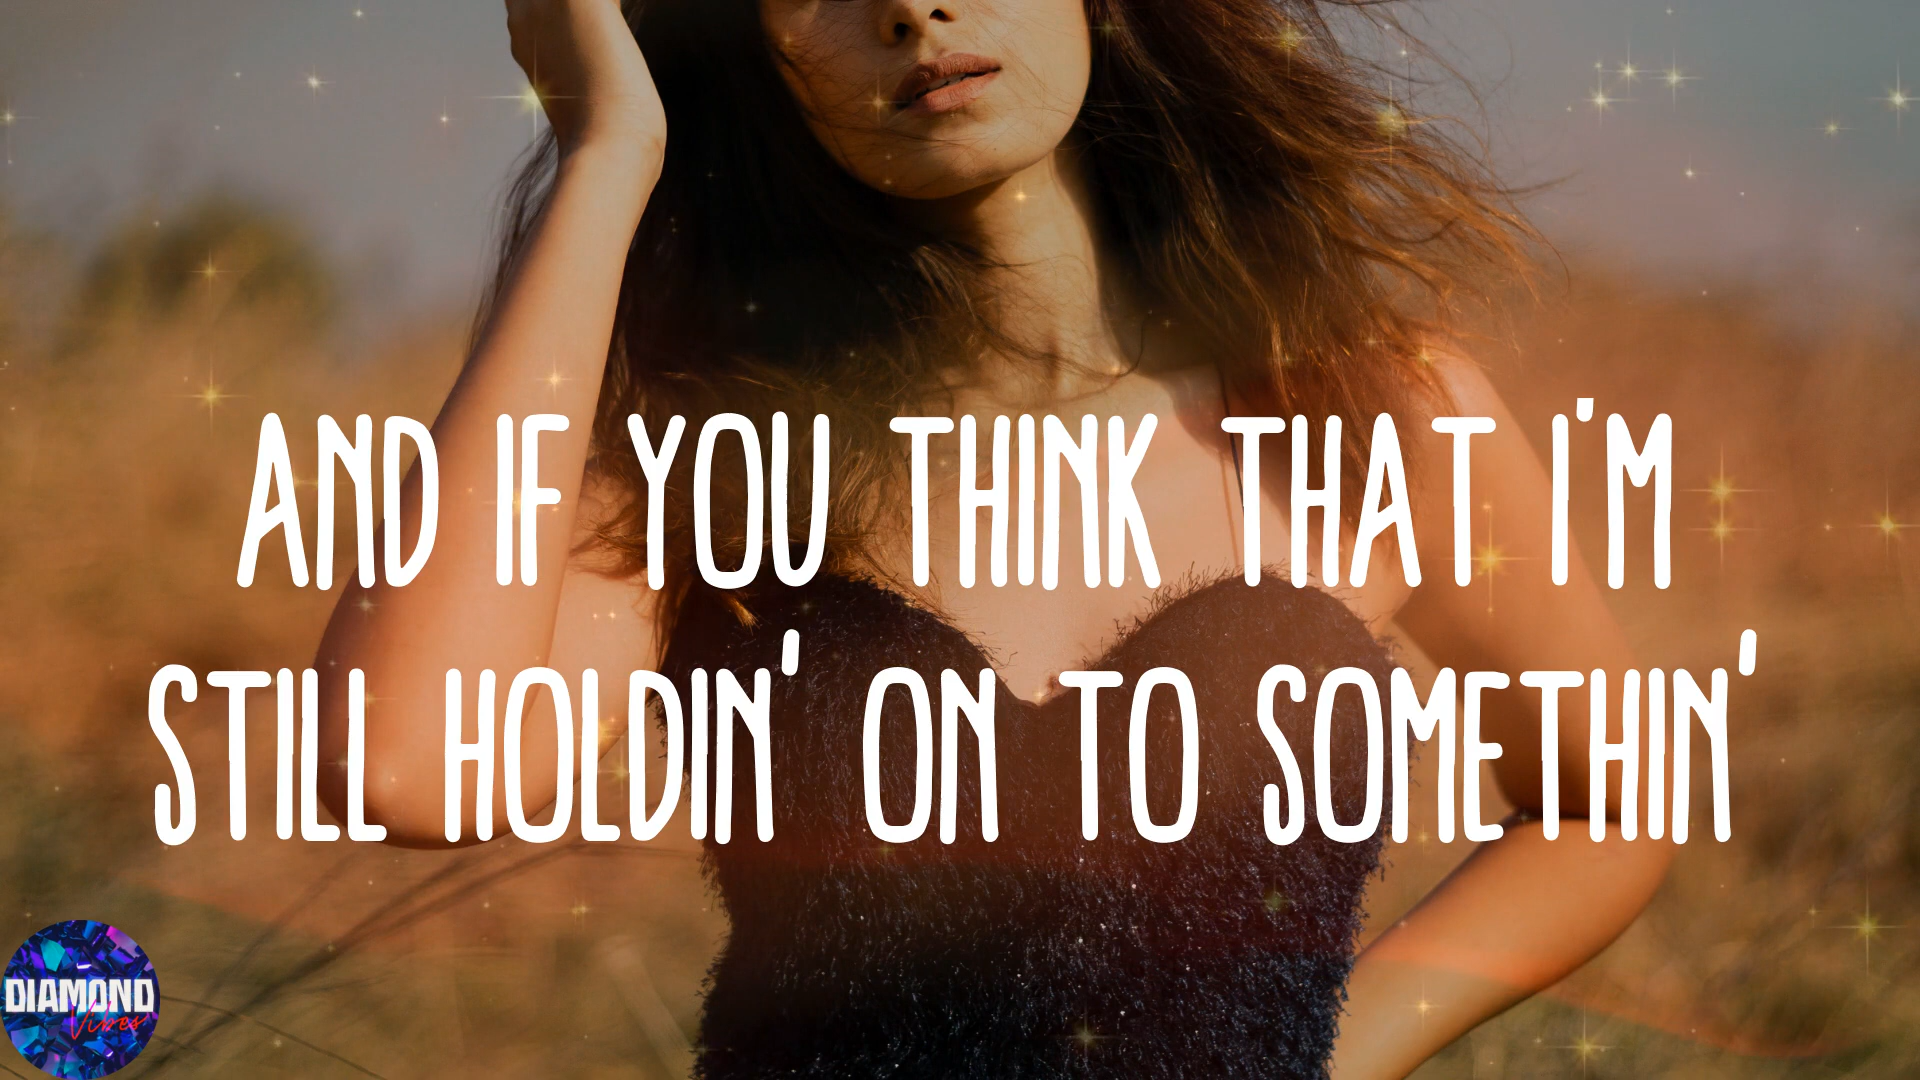 AND IF YOU THINK THAT I'M
STILL HOLDIN' ON TO SOMETHIN'
DIAMOND
Vibes